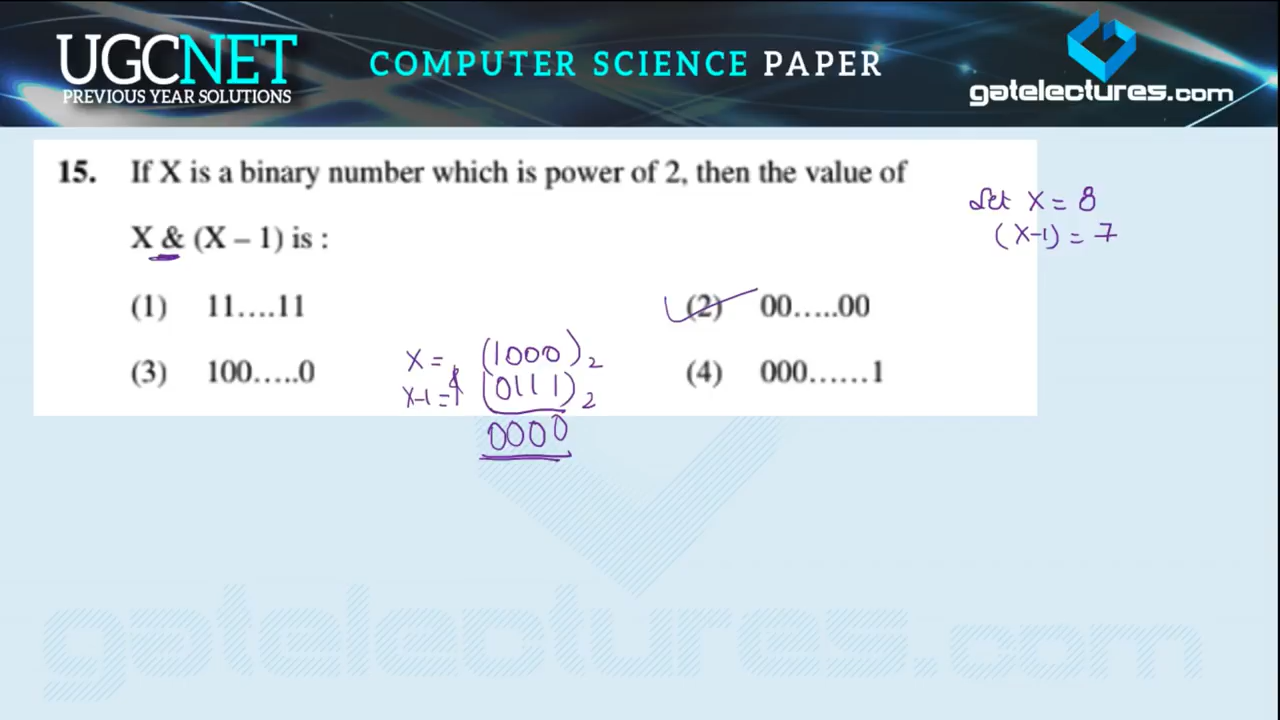 UGCNET
PREVIOUS YEAR SOLUTIONS
COMPUTER SCIENCE PAPER
gatelectures.com
15. If X is a binary number which is power of 2, then the value of
X & (X – 1) is :
Let X = 8
(X-1) = 7
(1) 11….11
(2) 00…..00
(3) 100…..0
(4) 000……1
X = (1000)2
X-1 = & (0111)2
0000
gatelectures.com